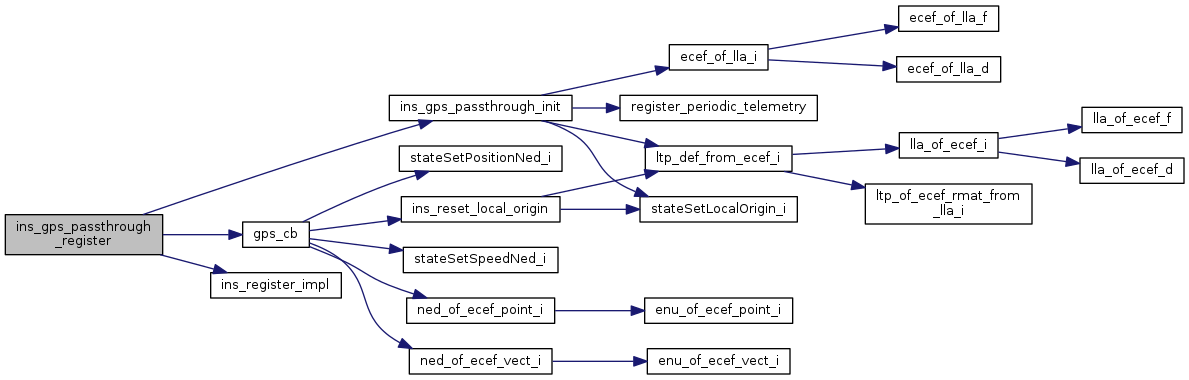 ins_gps_passthrough
_register
ins_gps_passthrough_init
gps_cb
ins_register_impl
ecef_of_lla_i
register_periodic_telemetry
ltp_def_from_ecef_i
stateSetLocalOrigin_i
stateSetPositionNed_i
ins_reset_local_origin
stateSetSpeedNed_i
ned_of_ecef_point_i
ned_of_ecef_vect_i
enu_of_ecef_point_i
enu_of_ecef_vect_i
ecef_of_lla_f
ecef_of_lla_d
lla_of_ecef_i
ltp_of_ecef_rmat_from
_lla_i
lla_of_ecef_f
lla_of_ecef_d